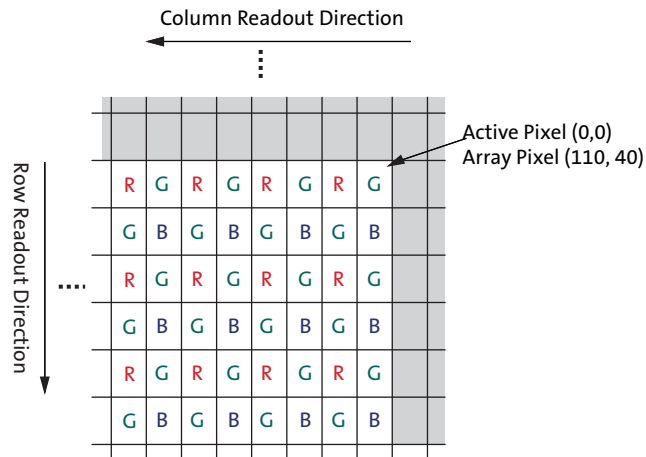 Column Readout Direction
Active Pixel (0,0)
Array Pixel (110, 40)
Row Readout Direction
R G R G R G R G
G B G B G B G B
R G R G R G R G
G B G B G B G B
R G R G R G R G
G B G B G B G B